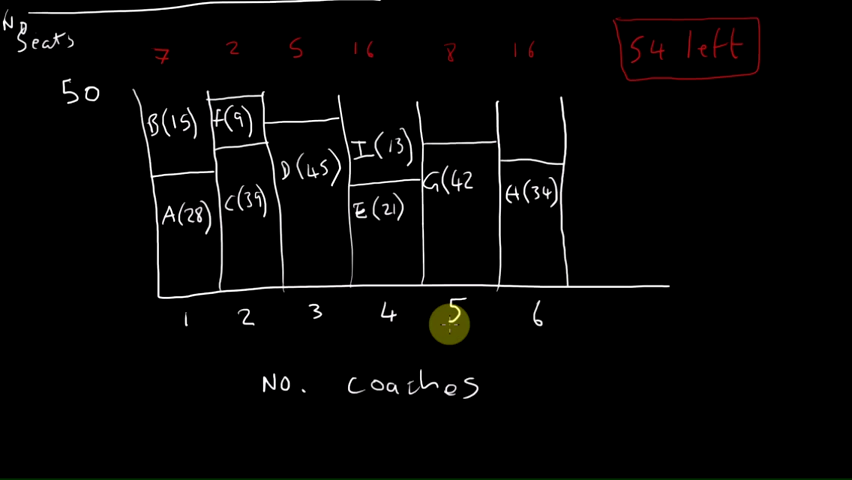 No
Seats
7 2 5 16 8 16
54 left
50
B(15) F(9)
I(13)
D(45)
G(42
A(28) C(39) E(21) H(34)
1 2 3 4 5 6
NO. coaches